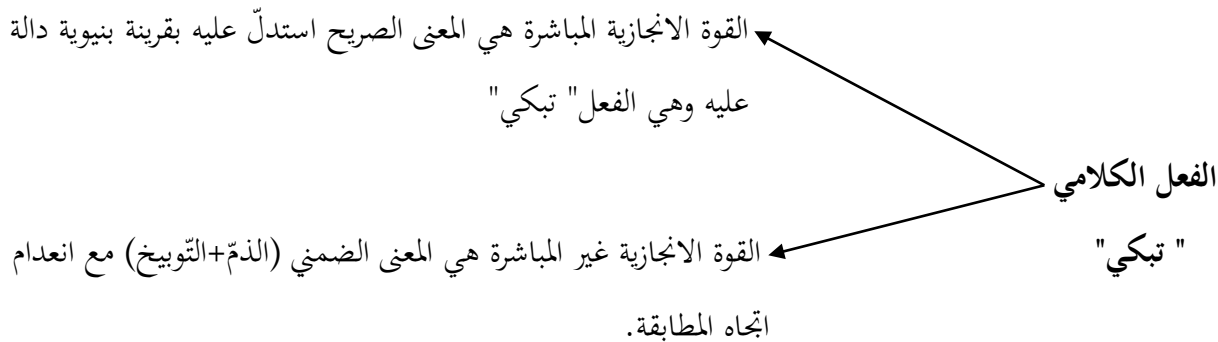 القوة الانجازية المباشرة هي المعنى الصريح استدلّ عليه بقرينة بنيوية دالة
عليه وهي الفعل" تبكي"
الفعل الكلامي
" تبكي"
القوة الانجازية غير المباشرة هي المعنى الضمني (الذمّ+التّوبيخ) مع انعدام
اتجاه المطابقة.